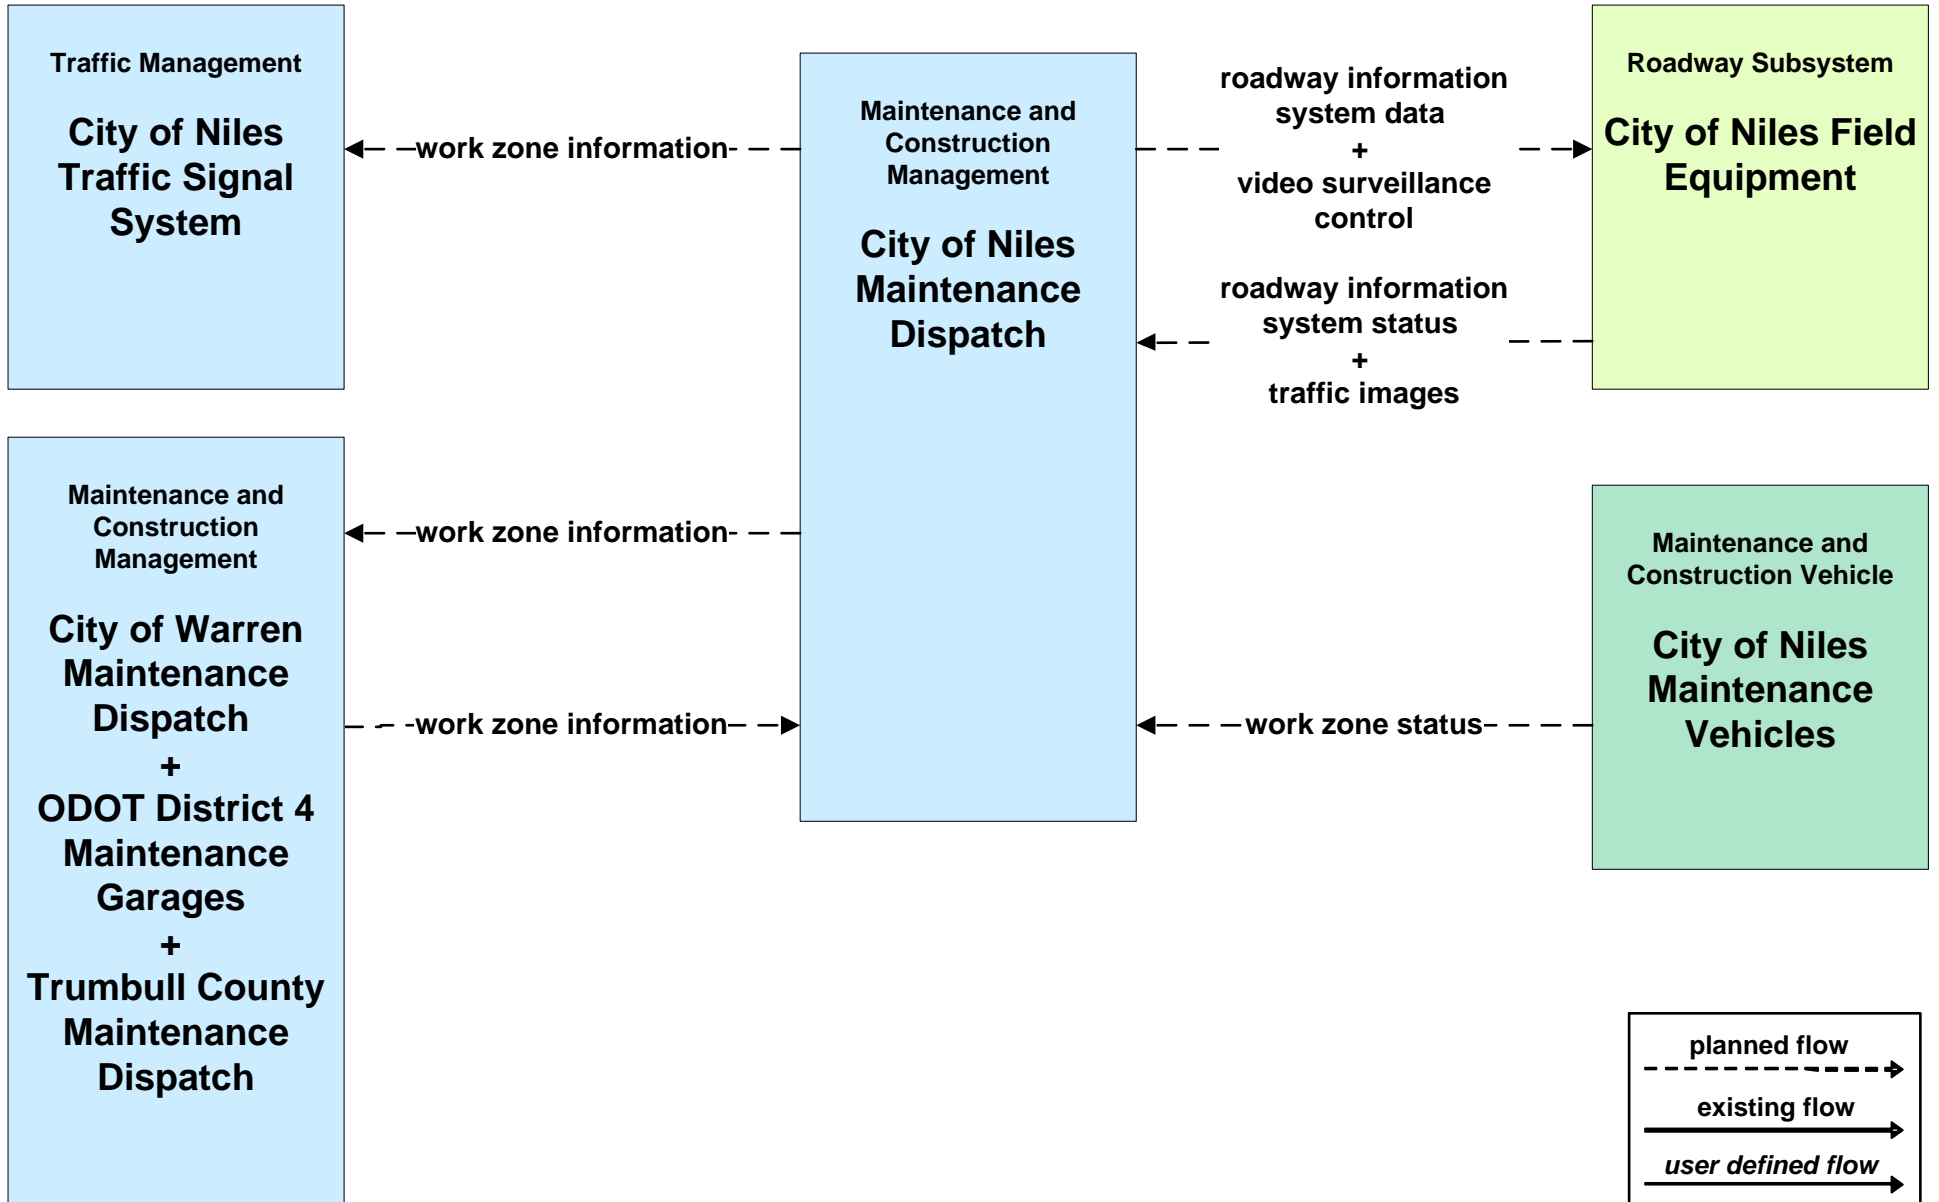 Traffic Management
City of Niles
Traffic Signal
System
work zone information
Maintenance and
Construction
Management
City of Niles
Maintenance
Dispatch
roadway information
system data
+
video surveillance
control
roadway information
system status
+
traffic images
Roadway Subsystem
City of Niles Field
Equipment
Maintenance and
Construction
Management
City of Warren
Maintenance
Dispatch
+
ODOT District 4
Maintenance
Garages
+
Trumbull County
Maintenance
Dispatch
work zone information
work zone information
work zone status
Maintenance and
Construction Vehicle
City of Niles
Maintenance
Vehicles
planned flow
existing flow
user defined flow